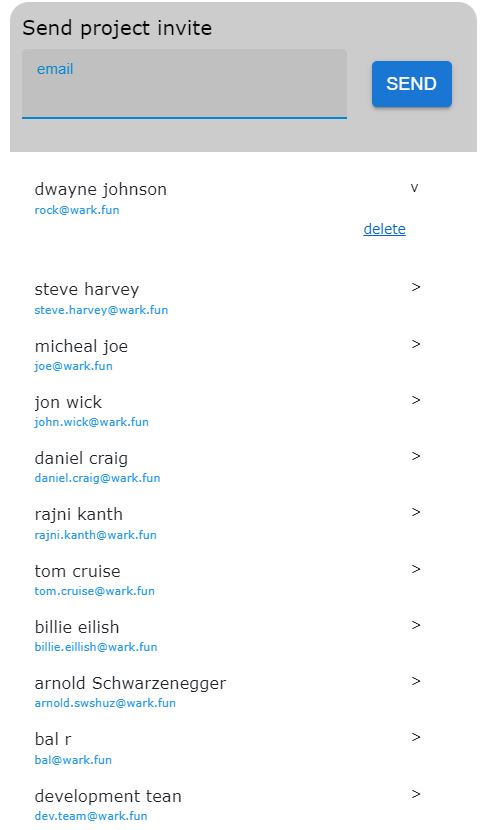 Send project invite
email
SEND
dwayne johnson
v
rock@wark.fun
delete
steve harvey
>
steve.harvey@wark.fun
micheal joe
>
joe@wark.fun
jon wick
>
john.wick@wark.fun
daniel craig
>
daniel.craig@wark.fun
rajni kanth
>
rajni.kanth@wark.fun
tom cruise
>
tom.cruise@wark.fun
billie eilish
>
billie.eillish@wark.fun
arnold Schwarzenegger
>
arnold.swshuz@wark.fun
bal r
>
bal@wark.fun
development tean
>
dev.team@wark.fun